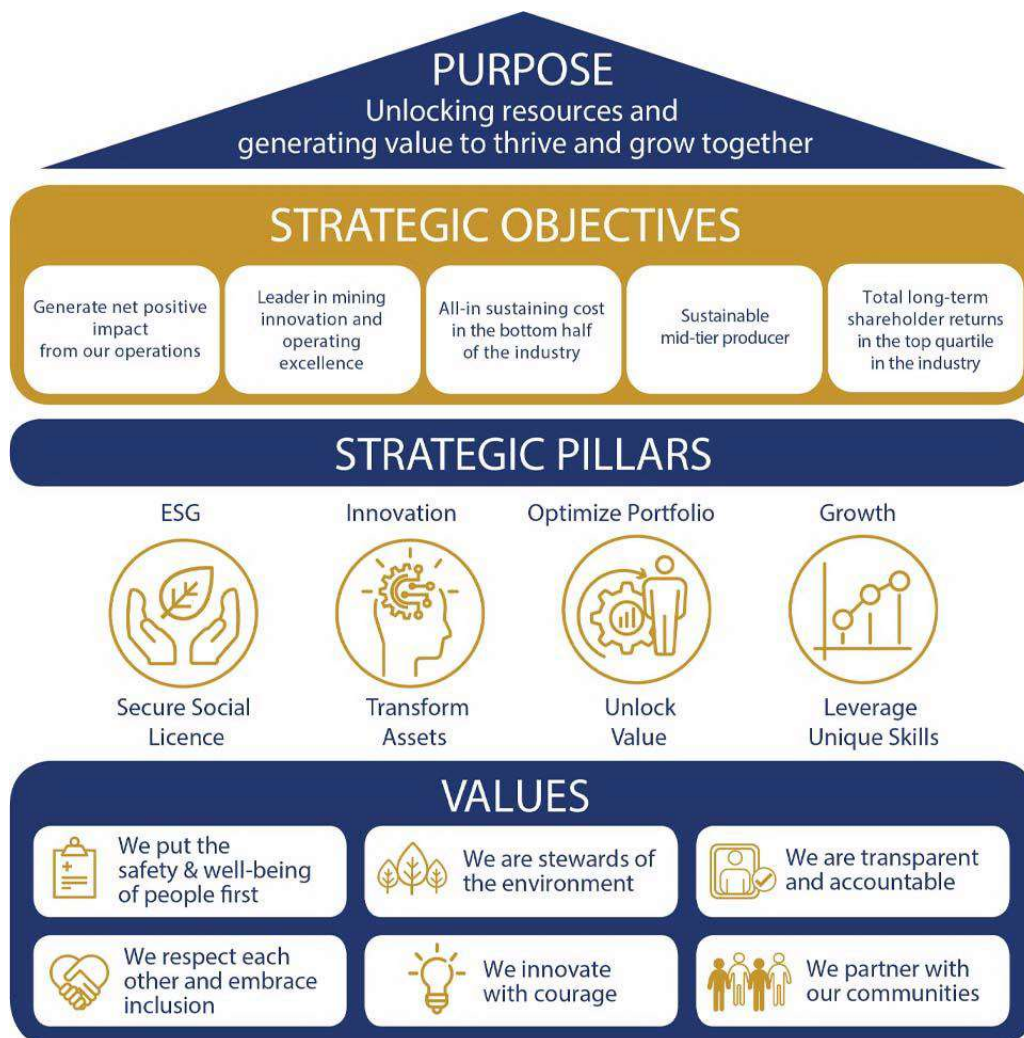 PURPOSE
Unlocking resources and
generating value to thrive and grow together
STRATEGIC OBJECTIVES
Generate net positive
impact
from our operations
Leader in mining
innovation and
operating
excellence
All-in sustaining cost
in the bottom half
of the industry
Sustainable
mid-tier producer
Total long-term
shareholder returns
in the top quartile
in the industry
STRATEGIC PILLARS
ESG
Secure Social
Licence
Innovation
Transform
Assets
Optimize Portfolio
Unlock
Value
Growth
Leverage
Unique Skills
VALUES
We put the
safety & well-being
of people first
We are stewards of
the environment
We are transparent
and accountable
We respect each
other and embrace
inclusion
We innovate
with courage
We partner with
our communities